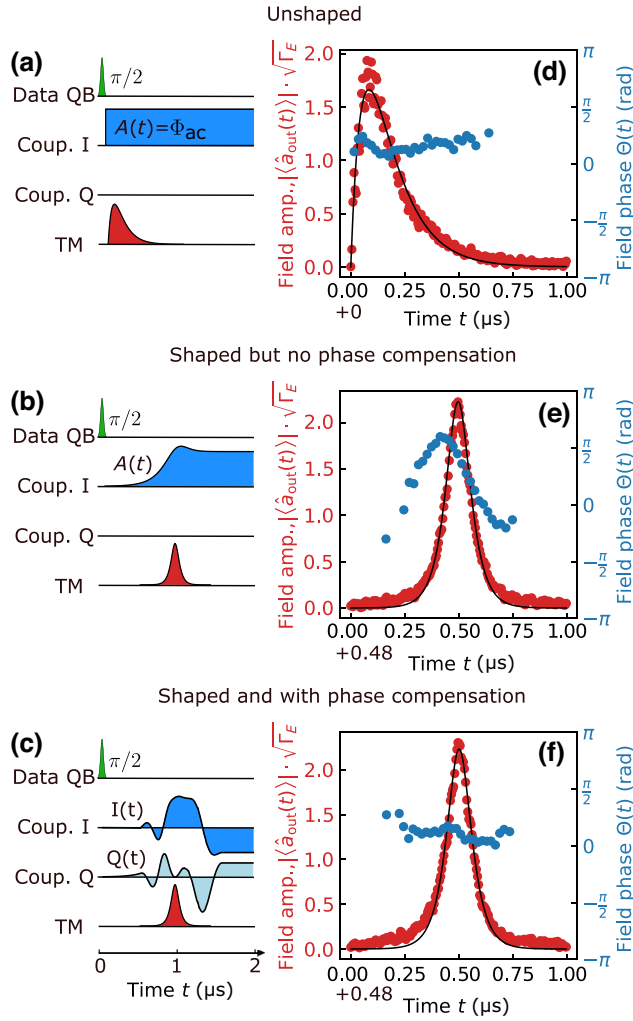 Unshaped
(a)
π/2
Data QB
A(t)=Φac
Coup. I
Coup. Q
TM
(d)
Field amp., |⟨âout(t)⟩| · √ΓE
2.0
1.5
1.0
0.5
0.0
π
π/2
0
−π/2
−π
Field phase Θ(t) (rad)
0.00 0.25 0.50 0.75 1.00
+0
Time t (μs)
Shaped but no phase compensation
(b)
π/2
Data QB
A(t)
Coup. I
Coup. Q
TM
(e)
Field amp., |⟨âout(t)⟩| · √ΓE
2.0
1.5
1.0
0.5
0.0
π
π/2
0
−π/2
−π
Field phase Θ(t) (rad)
0.00 0.25 0.50 0.75 1.00
+0.48
Time t (μs)
Shaped and with phase compensation
(c)
π/2
Data QB
I(t)
Coup. I
Q(t)
Coup. Q
TM
0 1 2
Time t (μs)
(f)
Field amp., |⟨âout(t)⟩| · √ΓE
2.0
1.5
1.0
0.5
0.0
π
π/2
0
−π/2
−π
Field phase Θ(t) (rad)
0.00 0.25 0.50 0.75 1.00
+0.48
Time t (μs)